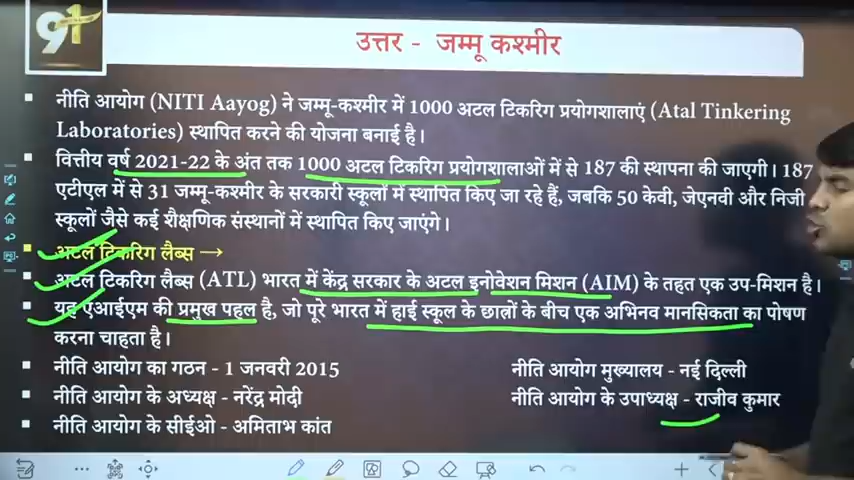 91
उत्तर - जम्मू कश्मीर
नीति आयोग (NITI Aayog) ने जम्मू-कश्मीर में 1000 अटल टिकरिग प्रयोगशालाएं (Atal Tinkering
Laboratories) स्थापित करने की योजना बनाई है।
वित्तीय वर्ष 2021-22 के अंत तक 1000 अटल टिकरिग प्रयोगशालाओं में से 187 की स्थापना की जाएगी। 187
एटीएल में से 31 जम्मू-कश्मीर के सरकारी स्कूलों में स्थापित किए जा रहे हैं, जबकि 50 केवी, जेएनवी और निजी
स्कूलों जैसे कई शैक्षणिक संस्थानों में स्थापित किए जाएंगे।
अटल टिकरिग लैब्स →
अटल टिकरिग लैब्स (ATL) भारत में केंद्र सरकार के अटल इनोवेशन मिशन (AIM) के तहत एक उप-मिशन है।
यह एआईएम की प्रमुख पहल है, जो पूरे भारत में हाई स्कूल के छात्रों के बीच एक अभिनव मानसिकता का पोषण
करना चाहता है।
नीति आयोग का गठन - 1 जनवरी 2015
नीति आयोग मुख्यालय - नई दिल्ली
नीति आयोग के अध्यक्ष - नरेंद्र मोदी
नीति आयोग के उपाध्यक्ष - राजीव कुमार
नीति आयोग के सीईओ - अमिताभ कांत